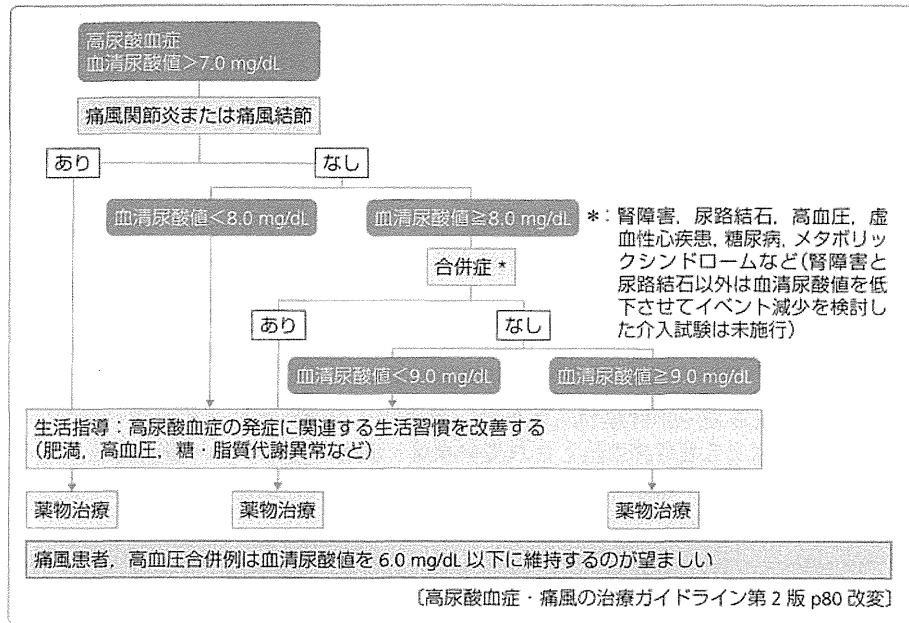 高尿酸血症
血清尿酸値>7.0 mg/dL
痛風関節炎または痛風結節
あり
なし
血清尿酸値<8.0 mg/dL
血清尿酸値≧8.0 mg/dL
*：腎障害，尿路結石，高血圧，虚
血性心疾患，糖尿病，メタボリッ
クシンドロームなど(腎障害と
尿路結石以外は血清尿酸値を低
下させてイベント減少を検討し
た介入試験は未施行)
合併症 *
あり
なし
血清尿酸値<9.0 mg/dL
血清尿酸値≧9.0 mg/dL
生活指導：高尿酸血症の発症に関連する生活習慣を改善する
(肥満，高血圧，糖・脂質代謝異常など)
薬物治療
薬物治療
薬物治療
痛風患者，高血圧合併例は血清尿酸値を 6.0 mg/dL 以下に維持するのが望ましい
〔高尿酸血症・痛風の治療ガイドライン第 2 版 p80 改変〕